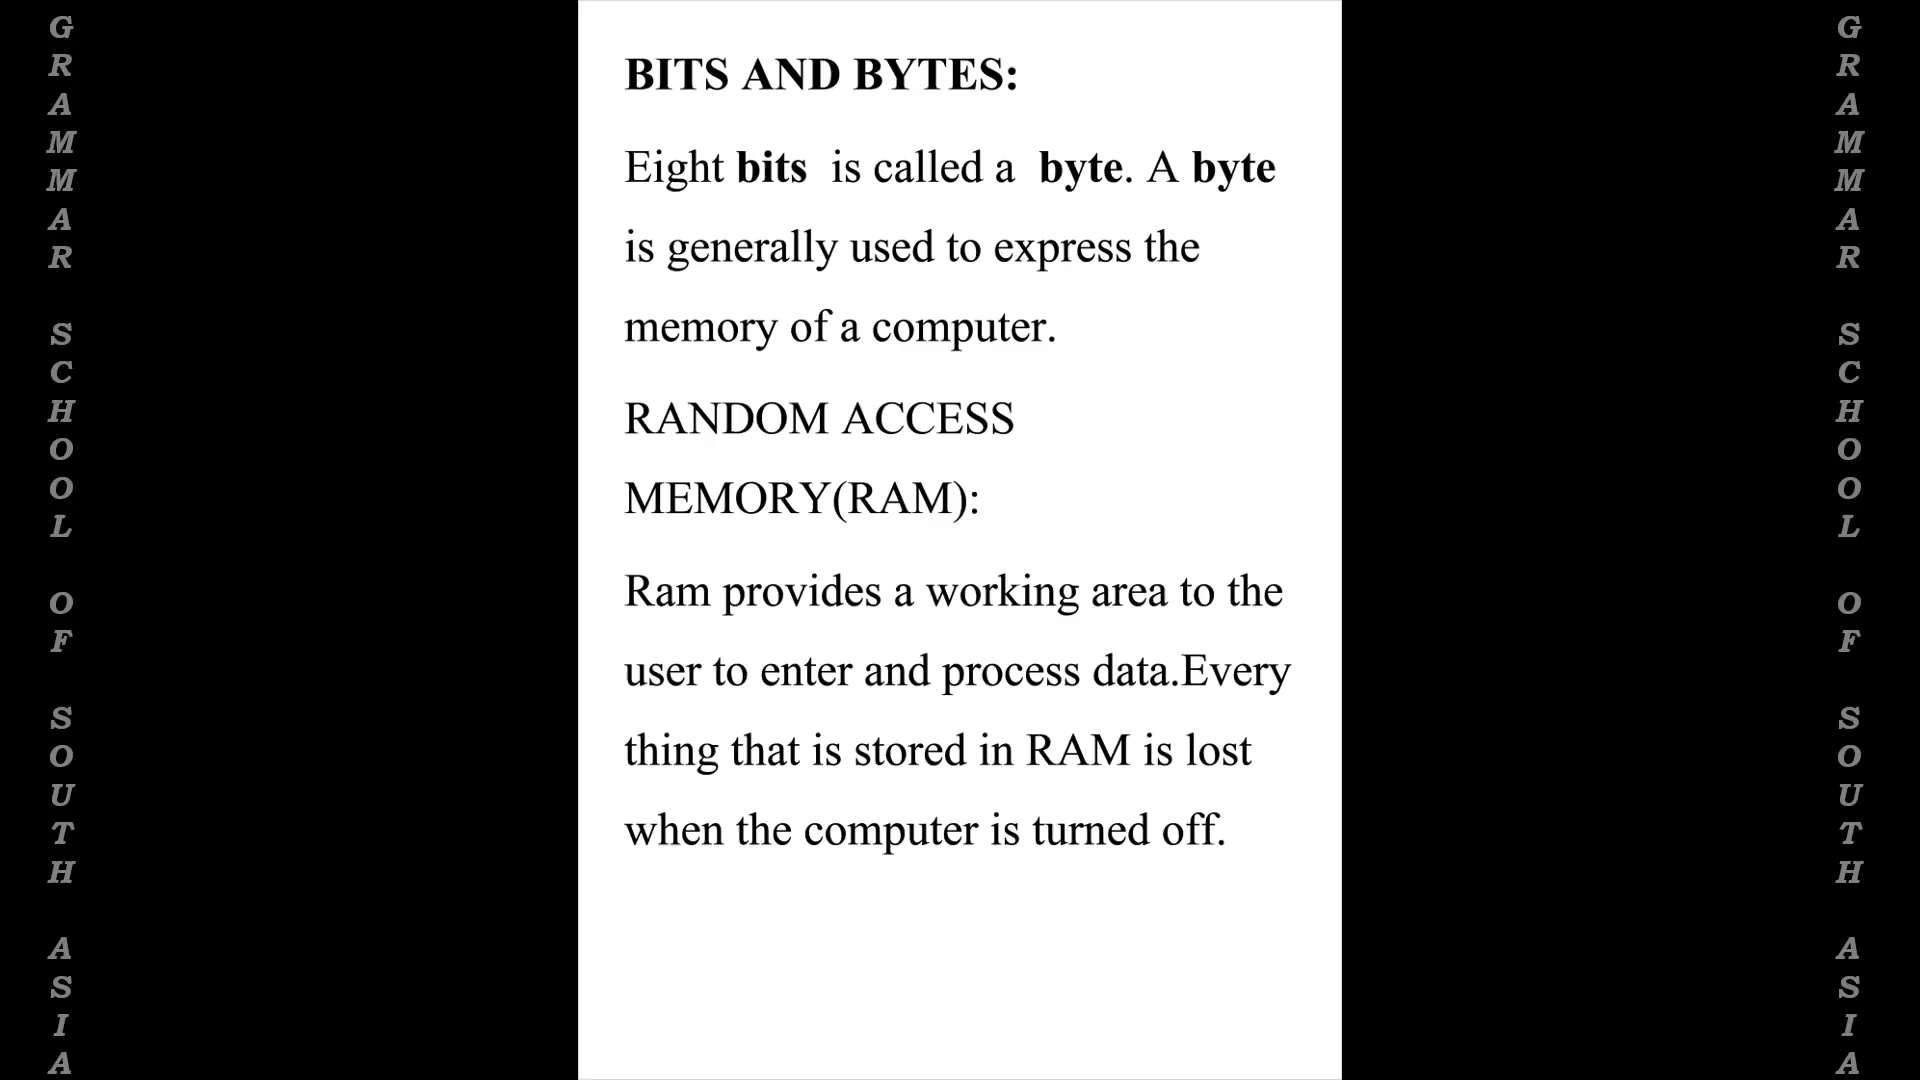 GRAMMAR SCHOOL OF SOUTH ASIA
BITS AND BYTES:
Eight bits is called a byte. A byte
is generally used to express the
memory of a computer.
RANDOM ACCESS
MEMORY(RAM):
Ram provides a working area to the
user to enter and process data.Every
thing that is stored in RAM is lost
when the computer is turned off.
GRAMMAR SCHOOL OF SOUTH ASIA